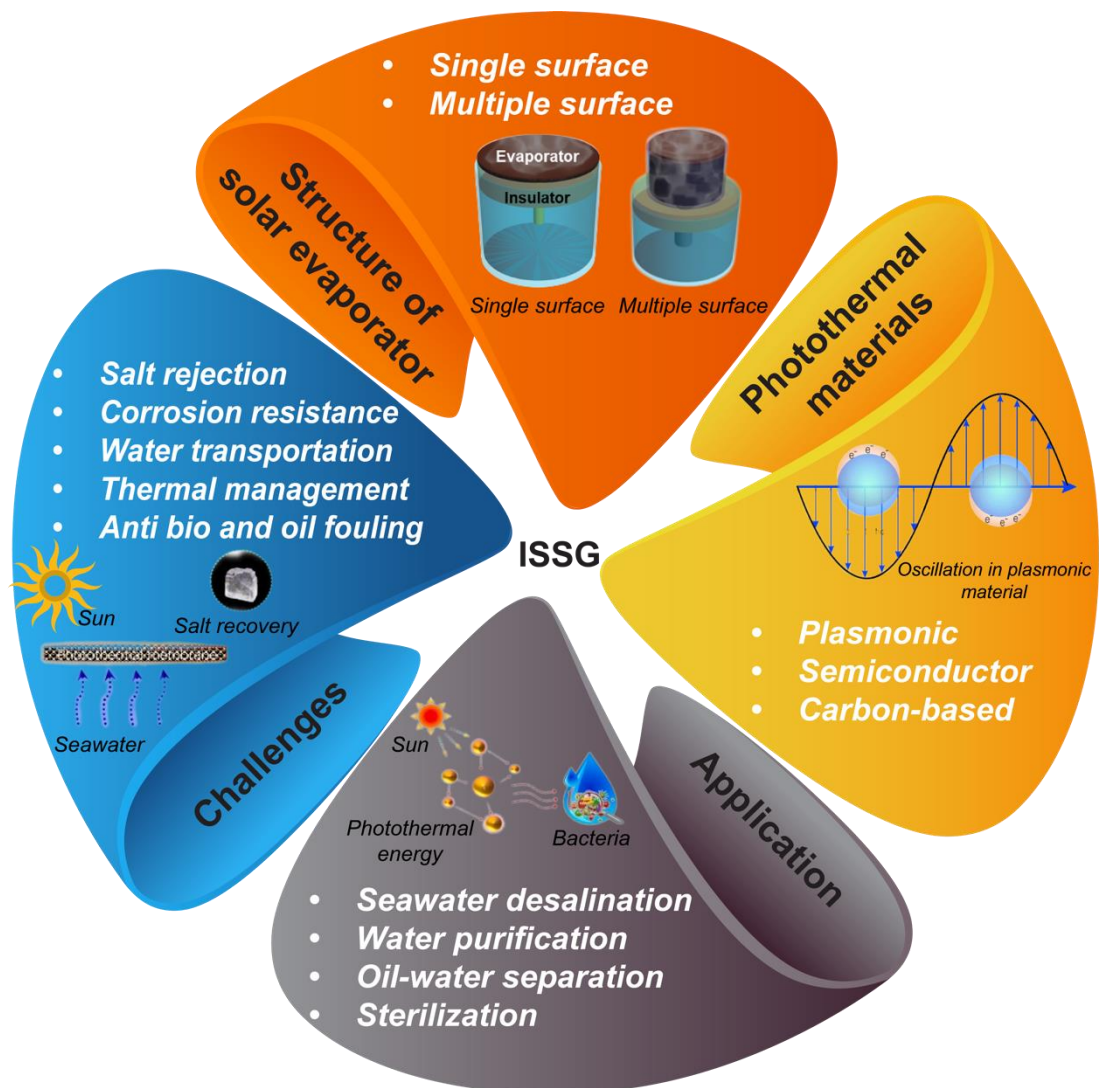 • Single surface
• Multiple surface
Evaporator
Insulator
Single surface
Multiple surface
Structure of
solar evaporator
Photothermal
materials
e- e- e-
e- e- e-
Oscillation in plasmonic
material
• Plasmonic
• Semiconductor
• Carbon-based
• Salt rejection
• Corrosion resistance
• Water transportation
• Thermal management
• Anti bio and oil fouling
Sun
Salt recovery
Seawater
Challenges
ISSG
Sun
Photothermal
energy
Bacteria
Application
• Seawater desalination
• Water purification
• Oil-water separation
• Sterilization